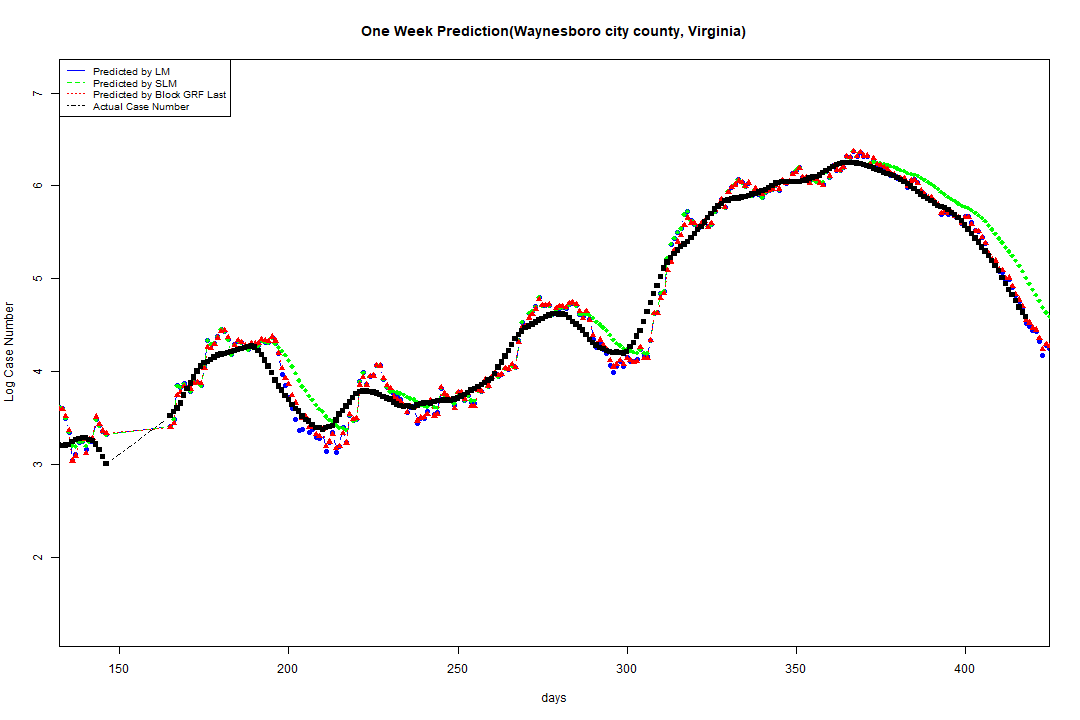 One Week Prediction(Waynesboro city county, Virginia)
Predicted by LM
Predicted by SLM
Predicted by Block GRF Last
Actual Case Number
7
6
5
4
3
2
Log Case Number
150 200 250 300 350 400
days